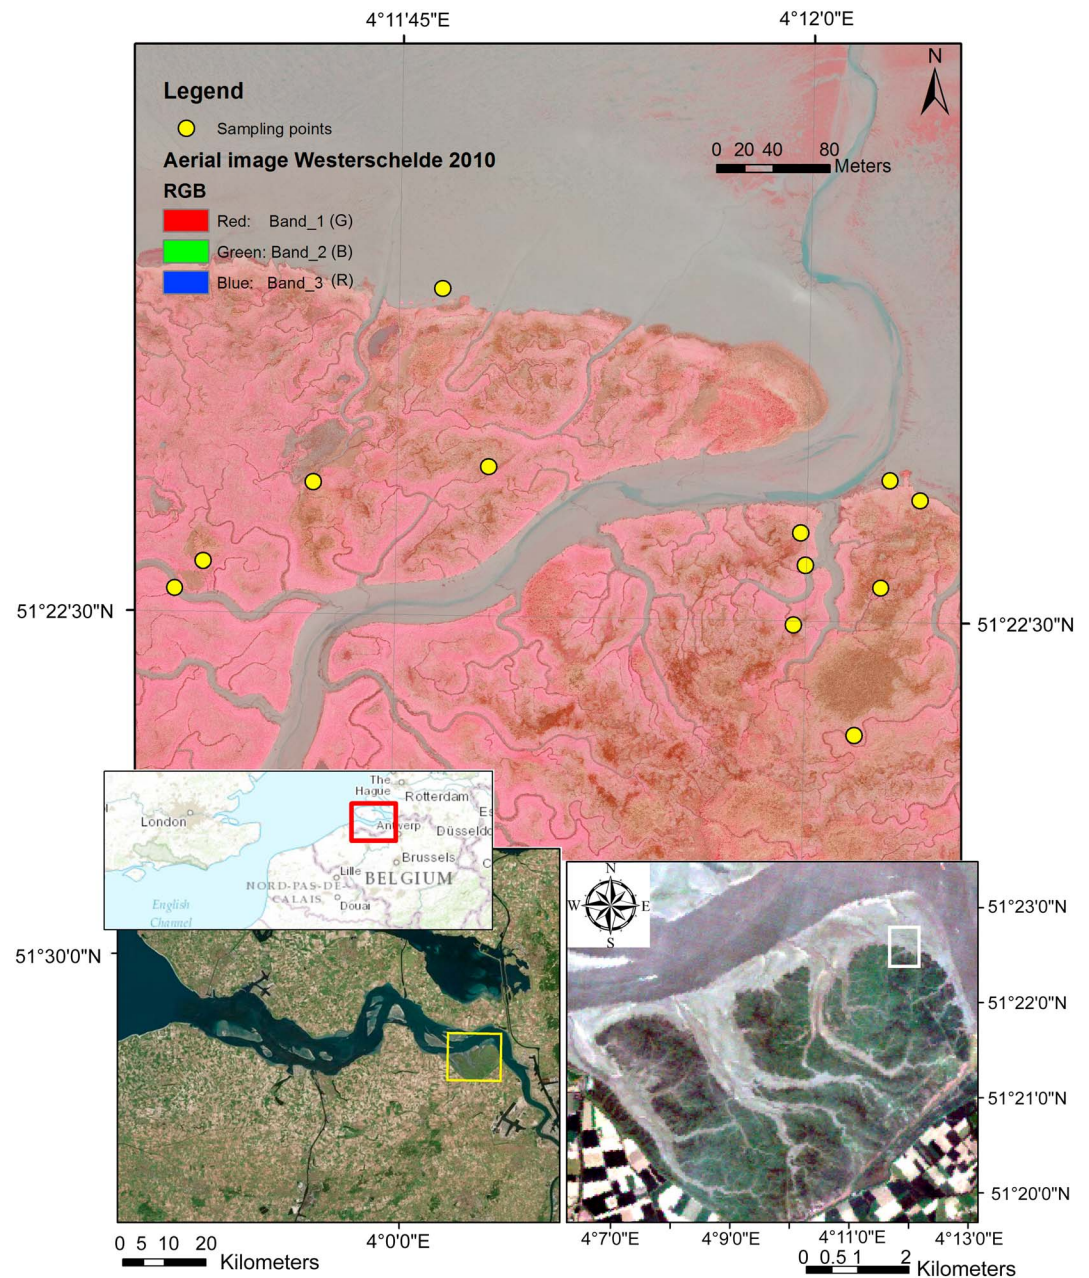 4°11'45"E
4°12'0"E
Legend
Sampling points
Aerial image Westerschelde 2010
RGB
Red: Band_1 (G)
Green: Band_2 (B)
Blue: Band_3 (R)
N
0 20 40 80
Meters
51°22'30"N
51°22'30"N
The
Hague
Rotterdam
London
Antwerp
Düsseldo
Brussels
Lille
BELGIUM
NORD-PAS-DE-
CALAIS
Douai
English
Channel
N
W E
S
51°23'0"N
51°30'0"N
51°22'0"N
51°21'0"N
51°20'0"N
4°0'0"E
4°7'0"E
4°9'0"E
4°11'0"E
4°13'0"E
0 5 10 20
Kilometers
0 0.5 1 2
Kilometers